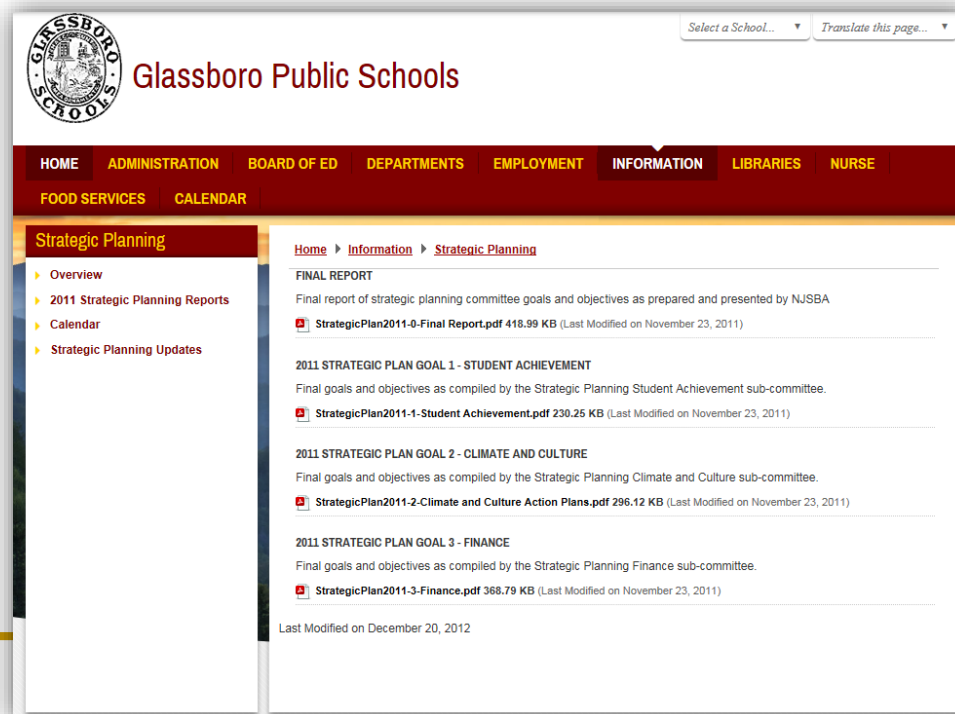 GLASSBORO SCHOOLS
Glassboro Public Schools
Select a School...
Translate this page...
HOME ADMINISTRATION BOARD OF ED DEPARTMENTS EMPLOYMENT INFORMATION LIBRARIES NURSE
FOOD SERVICES CALENDAR
Strategic Planning
Overview
2011 Strategic Planning Reports
Calendar
Strategic Planning Updates
Home Information Strategic Planning
FINAL REPORT
Final report of strategic planning committee goals and objectives as prepared and presented by NJSBA
StrategicPlan2011-0-Final Report.pdf 418.99 KB (Last Modified on November 23, 2011)
2011 STRATEGIC PLAN GOAL 1 - STUDENT ACHIEVEMENT
Final goals and objectives as compiled by the Strategic Planning Student Achievement sub-committee.
StrategicPlan2011-1-Student Achievement.pdf 230.25 KB (Last Modified on November 23, 2011)
2011 STRATEGIC PLAN GOAL 2 - CLIMATE AND CULTURE
Final goals and objectives as compiled by the Strategic Planning Climate and Culture sub-committee.
StrategicPlan2011-2-Climate and Culture Action Plans.pdf 296.12 KB (Last Modified on November 23, 2011)
2011 STRATEGIC PLAN GOAL 3 - FINANCE
Final goals and objectives as compiled by the Strategic Planning Finance sub-committee.
StrategicPlan2011-3-Finance.pdf 368.79 KB (Last Modified on November 23, 2011)
Last Modified on December 20, 2012